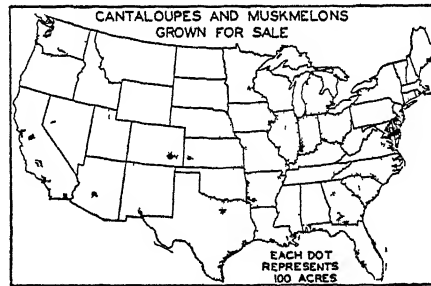 CANTALOUPES AND MUSKMELONS
GROWN FOR SALE
EACH DOT
REPRESENTS
100 ACRES